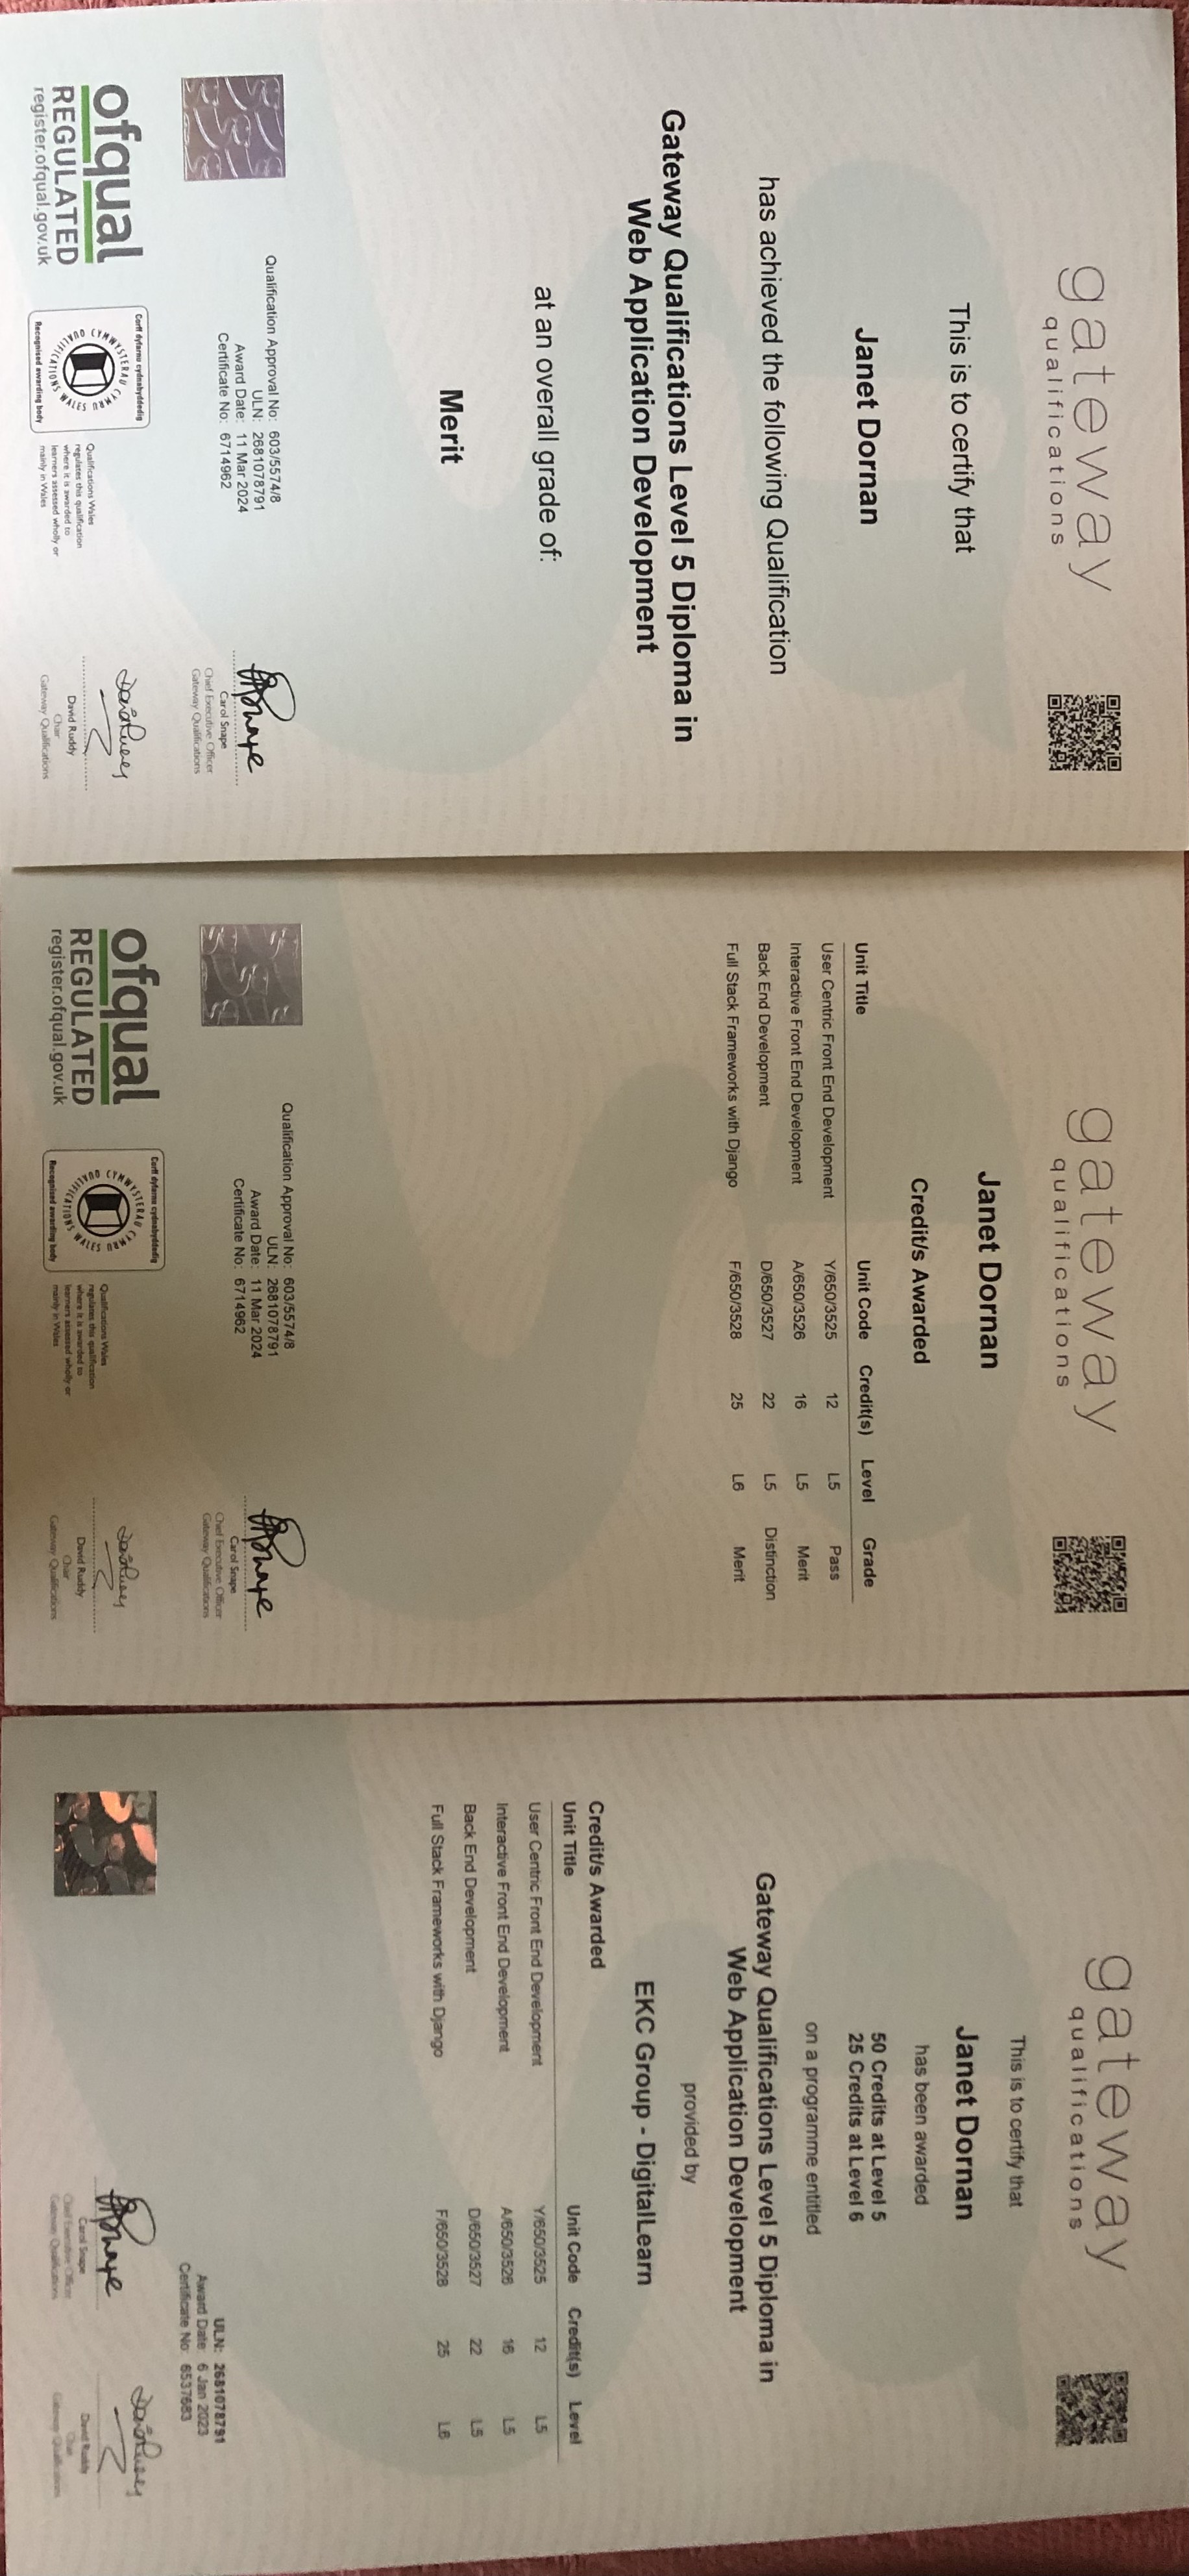 gateway
qualifications
This is to certify that
Janet Dornan
has achieved the following Qualification
Gateway Qualifications Level 5 Diploma in
Web Application Development
at an overall grade of:
Merit
Qualification Approval No: 603/5574/8
ULN: 2681078791
Award Date: 11 Mar 2024
Certificate No: 6714962
Carol Snape
Chief Executive Officer
Gateway Qualifications
David Ruddy
Chair
Gateway Qualifications
ofqual
REGULATED
register.ofqual.gov.uk
Corff dyfarnu cydnabyddedig
CYMWYSTERAU CYMRU
QUALIFICATIONS WALES
Recognised awarding body
Qualifications Wales
regulates this qualification
where it is awarded to
learners assessed wholly or
mainly in Wales
gateway
qualifications
Janet Dornan
Credit/s Awarded
Unit Title Unit Code Credit(s) Level Grade
User Centric Front End Development Y/650/3525 12 L5 Pass
Interactive Front End Development A/650/3526 16 L5 Merit
Back End Development D/650/3527 22 L5 Distinction
Full Stack Frameworks with Django F/650/3528 25 L6 Merit
Qualification Approval No: 603/5574/8
ULN: 2681078791
Award Date: 11 Mar 2024
Certificate No: 6714962
Carol Snape
Chief Executive Officer
Gateway Qualifications
David Ruddy
Chair
Gateway Qualifications
ofqual
REGULATED
register.ofqual.gov.uk
Corff dyfarnu cydnabyddedig
CYMWYSTERAU CYMRU
QUALIFICATIONS WALES
Recognised awarding body
Qualifications Wales
regulates this qualification
where it is awarded to
learners assessed wholly or
mainly in Wales
gateway
qualifications
This is to certify that
Janet Dornan
has been awarded
50 Credits at Level 5
25 Credits at Level 6
on a programme entitled
Gateway Qualifications Level 5 Diploma in
Web Application Development
provided by
EKC Group - DigitalLearn
Credit/s Awarded
Unit Title Unit Code Credit(s) Level
User Centric Front End Development Y/650/3525 12 L5
Interactive Front End Development A/650/3526 16 L5
Back End Development D/650/3527 22 L5
Full Stack Frameworks with Django F/650/3528 25 L6
ULN: 2681078791
Award Date: 6 Jan 2023
Certificate No: 6537683
Carol Snape
Chief Executive Officer
Gateway Qualifications
David Ruddy
Chair
Gateway Qualifications